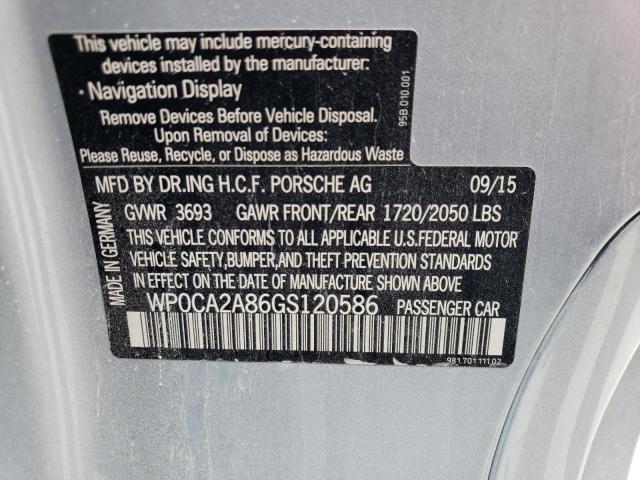 This vehicle may include mercury-containing
devices installed by the manufacturer:
· Navigation Display
Remove Devices Before Vehicle Disposal.
Upon Removal of Devices:
Please Reuse, Recycle, or Dispose as Hazardous Waste
95B.010.001
MADE IN GERMANY
MFD BY DR.ING H.C.F. PORSCHE AG 09/15
GVWR 3693 GAWR FRONT/REAR 1720/2050 LBS
THIS VEHICLE CONFORMS TO ALL APPLICABLE U.S.FEDERAL MOTOR
VEHICLE SAFETY,BUMPER,AND THEFT PREVENTION STANDARDS
IN EFFECT ON THE DATE OF MANUFACTURE SHOWN ABOVE
WP0CA2A86GS120586 PASSENGER CAR
981.701.111.02